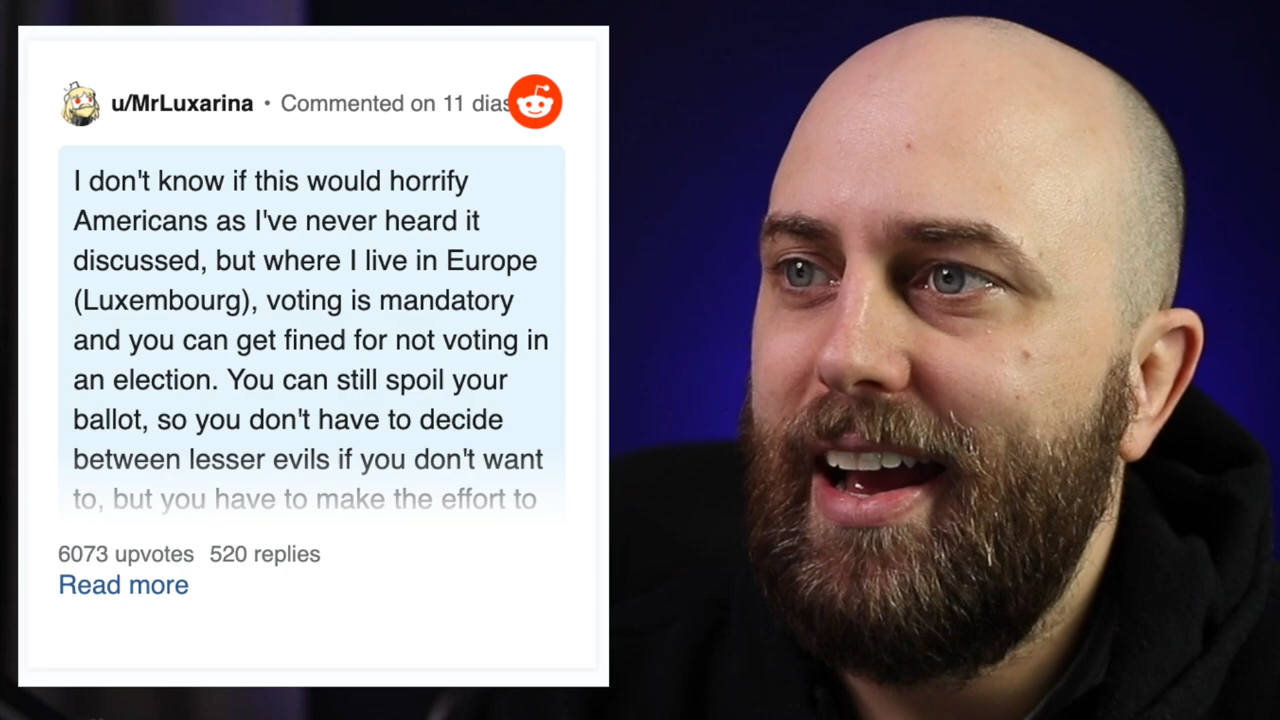 u/MrLuxarina • Commented on 11 dias
I don't know if this would horrify
Americans as I've never heard it
discussed, but where I live in Europe
(Luxembourg), voting is mandatory
and you can get fined for not voting in
an election. You can still spoil your
ballot, so you don't have to decide
between lesser evils if you don't want
to, but you have to make the effort to
6073 upvotes 520 replies
Read more